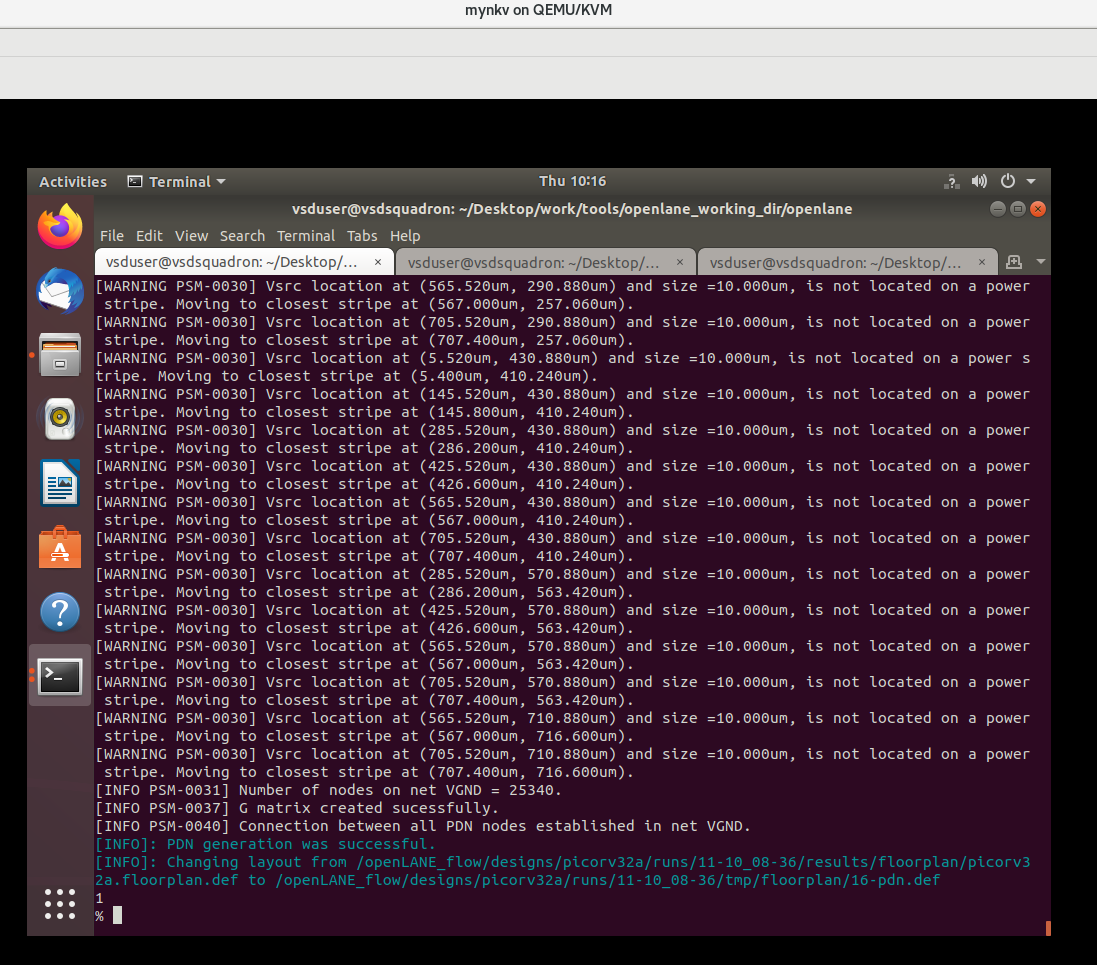 mynkv on QEMU/KVM
Activities Terminal Thu 10:16
vsduser@vsdsquadron: ~/Desktop/work/tools/openlane_working_dir/openlane
File Edit View Search Terminal Tabs Help
vsduser@vsdsquadron: ~/Desktop/... × vsduser@vsdsquadron: ~/Desktop/... × vsduser@vsdsquadron: ~/Desktop/... ×
[WARNING PSM-0030] Vsrc location at (565.520um, 290.880um) and size =10.000um, is not located on a power
stripe. Moving to closest stripe at (567.000um, 257.060um).
[WARNING PSM-0030] Vsrc location at (705.520um, 290.880um) and size =10.000um, is not located on a power
stripe. Moving to closest stripe at (707.400um, 257.060um).
[WARNING PSM-0030] Vsrc location at (5.520um, 430.880um) and size =10.000um, is not located on a power s
tripe. Moving to closest stripe at (5.400um, 410.240um).
[WARNING PSM-0030] Vsrc location at (145.520um, 430.880um) and size =10.000um, is not located on a power
stripe. Moving to closest stripe at (145.800um, 410.240um).
[WARNING PSM-0030] Vsrc location at (285.520um, 430.880um) and size =10.000um, is not located on a power
stripe. Moving to closest stripe at (286.200um, 410.240um).
[WARNING PSM-0030] Vsrc location at (425.520um, 430.880um) and size =10.000um, is not located on a power
stripe. Moving to closest stripe at (426.600um, 410.240um).
[WARNING PSM-0030] Vsrc location at (565.520um, 430.880um) and size =10.000um, is not located on a power
stripe. Moving to closest stripe at (567.000um, 410.240um).
[WARNING PSM-0030] Vsrc location at (705.520um, 430.880um) and size =10.000um, is not located on a power
stripe. Moving to closest stripe at (707.400um, 410.240um).
[WARNING PSM-0030] Vsrc location at (285.520um, 570.880um) and size =10.000um, is not located on a power
stripe. Moving to closest stripe at (286.200um, 563.420um).
[WARNING PSM-0030] Vsrc location at (425.520um, 570.880um) and size =10.000um, is not located on a power
stripe. Moving to closest stripe at (426.600um, 563.420um).
[WARNING PSM-0030] Vsrc location at (565.520um, 570.880um) and size =10.000um, is not located on a power
stripe. Moving to closest stripe at (567.000um, 563.420um).
[WARNING PSM-0030] Vsrc location at (705.520um, 570.880um) and size =10.000um, is not located on a power
stripe. Moving to closest stripe at (707.400um, 563.420um).
[WARNING PSM-0030] Vsrc location at (565.520um, 710.880um) and size =10.000um, is not located on a power
stripe. Moving to closest stripe at (567.000um, 716.600um).
[WARNING PSM-0030] Vsrc location at (705.520um, 710.880um) and size =10.000um, is not located on a power
stripe. Moving to closest stripe at (707.400um, 716.600um).
[INFO PSM-0031] Number of nodes on net VGND = 25340.
[INFO PSM-0037] G matrix created sucessfully.
[INFO PSM-0040] Connection between all PDN nodes established in net VGND.
[INFO]: PDN generation was successful.
[INFO]: Changing layout from /openLANE_flow/designs/picorv32a/runs/11-10_08-36/results/floorplan/picorv3
2a.floorplan.def to /openLANE_flow/designs/picorv32a/runs/11-10_08-36/tmp/floorplan/16-pdn.def
1
%